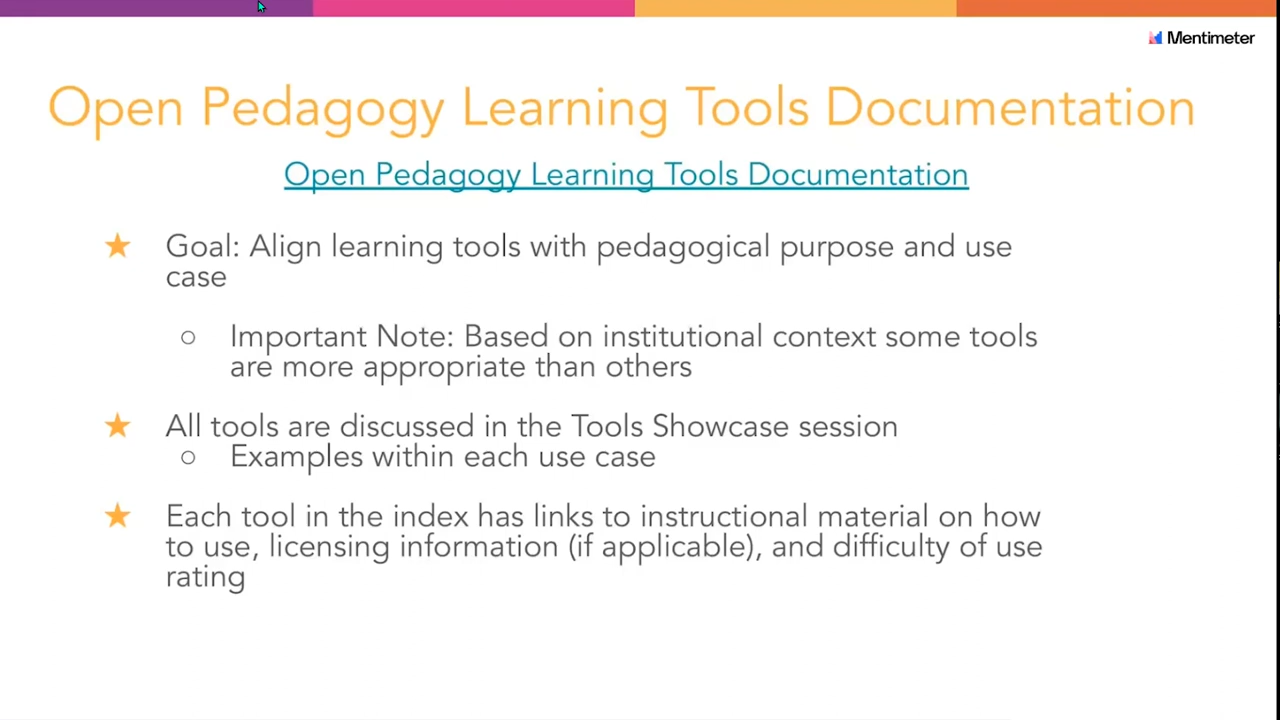 Mentimeter
Open Pedagogy Learning Tools Documentation
Open Pedagogy Learning Tools Documentation
★ Goal: Align learning tools with pedagogical purpose and use
case
○ Important Note: Based on institutional context some tools
are more appropriate than others
★ All tools are discussed in the Tools Showcase session
○ Examples within each use case
★ Each tool in the index has links to instructional material on how
to use, licensing information (if applicable), and difficulty of use
rating